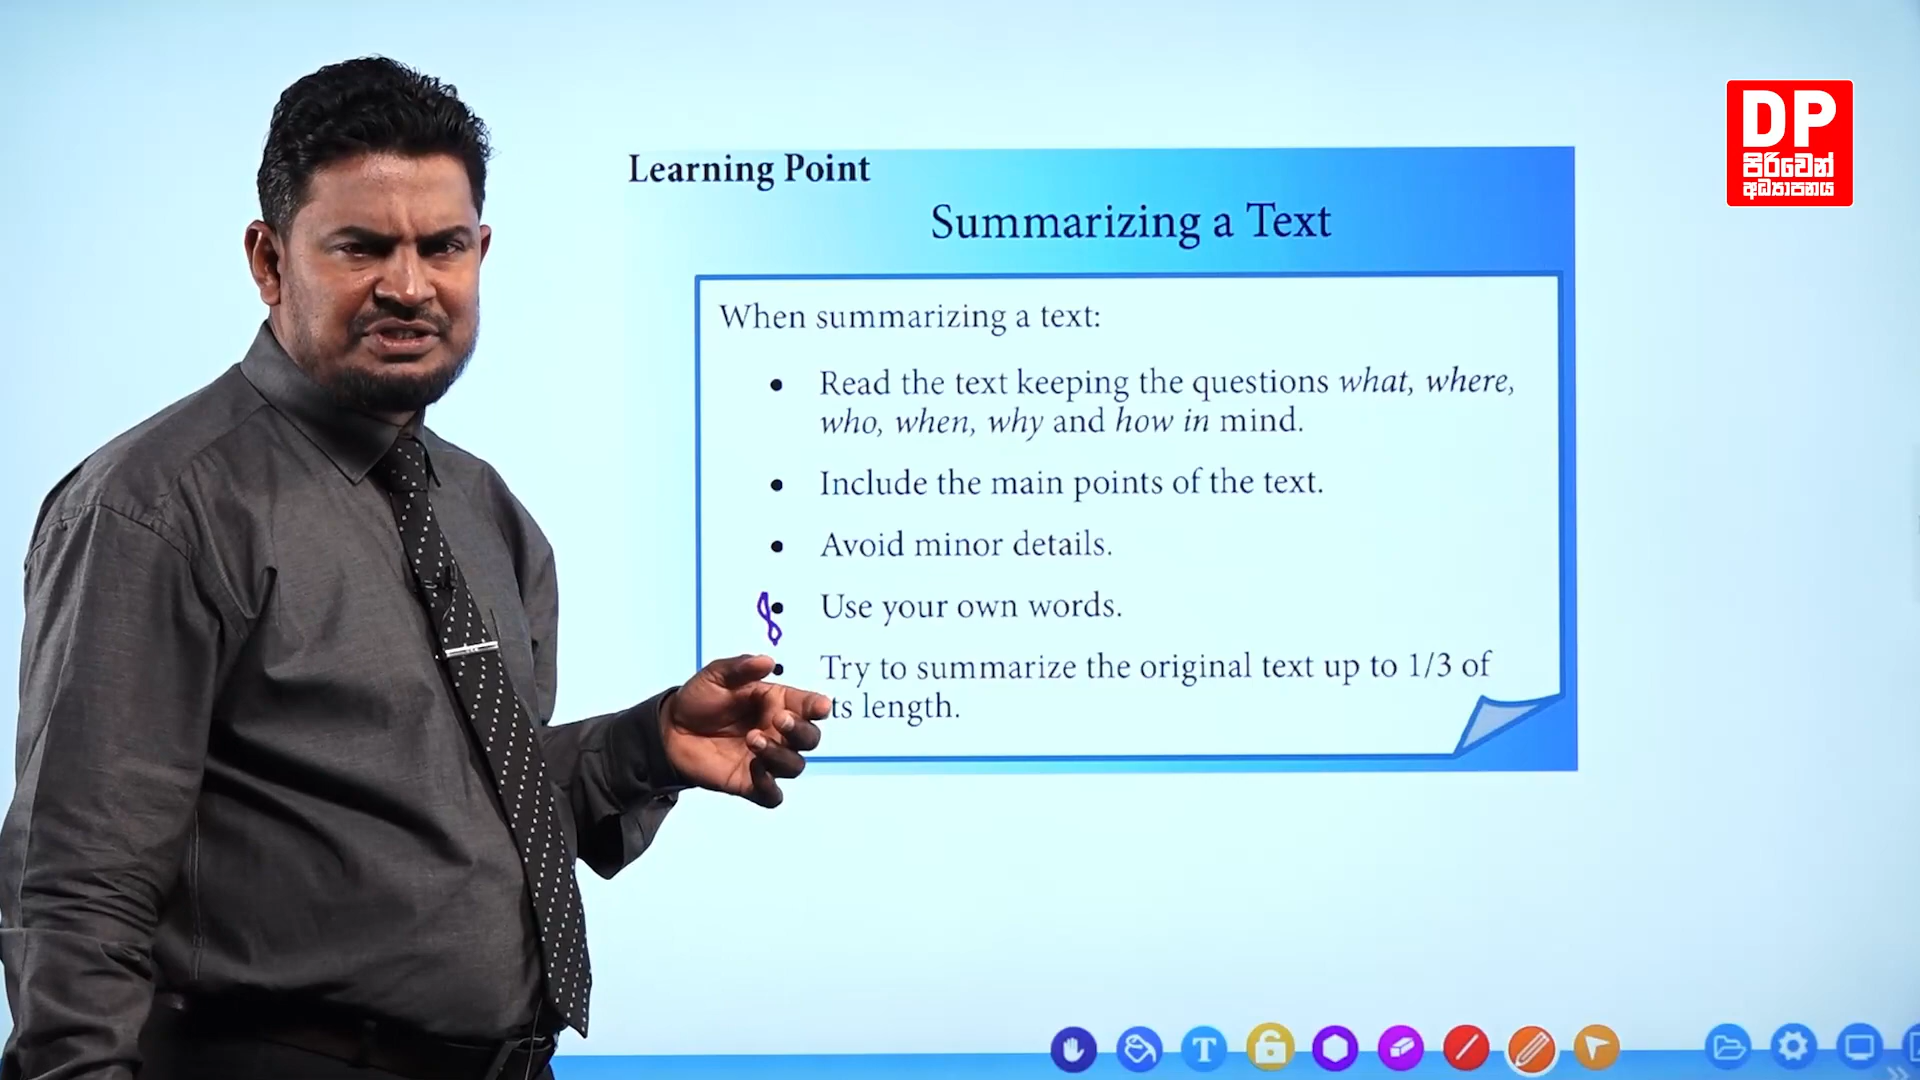 DP
පිරිවෙන්
අධ්‍යාපනය
Learning Point
Summarizing a Text
When summarizing a text:
• Read the text keeping the questions what, where,
who, when, why and how in mind.
• Include the main points of the text.
• Avoid minor details.
• Use your own words.
• Try to summarize the original text up to 1/3 of
ts length.
T